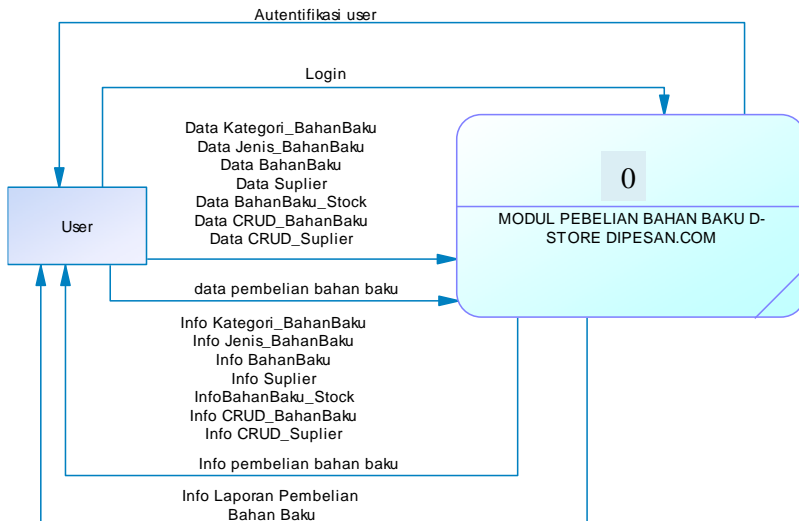 Autentifikasi user
Login
Data Kategori_BahanBaku
Data Jenis_BahanBaku
Data BahanBaku
Data Suplier
Data BahanBaku_Stock
Data CRUD_BahanBaku
Data CRUD_Suplier
0
MODUL PEBELIAN BAHAN BAKU D-
STORE DIPESAN.COM
User
data pembelian bahan baku
Info Kategori_BahanBaku
Info Jenis_BahanBaku
Info BahanBaku
Info Suplier
InfoBahanBaku_Stock
Info CRUD_BahanBaku
Info CRUD_Suplier
Info pembelian bahan baku
Info Laporan Pembelian
Bahan Baku